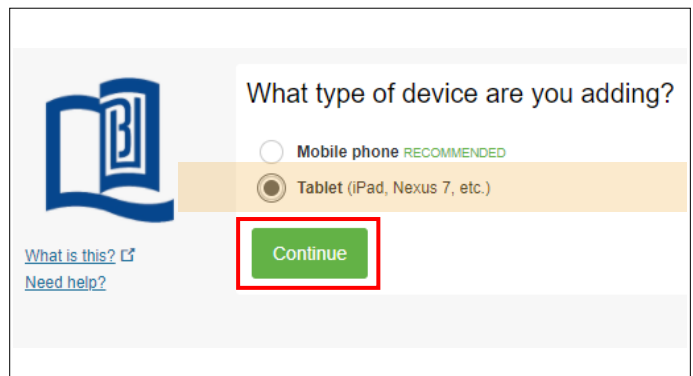 What type of device are you adding?
Mobile phone RECOMMENDED
Tablet (iPad, Nexus 7, etc.)
Continue
What is this?
Need help?